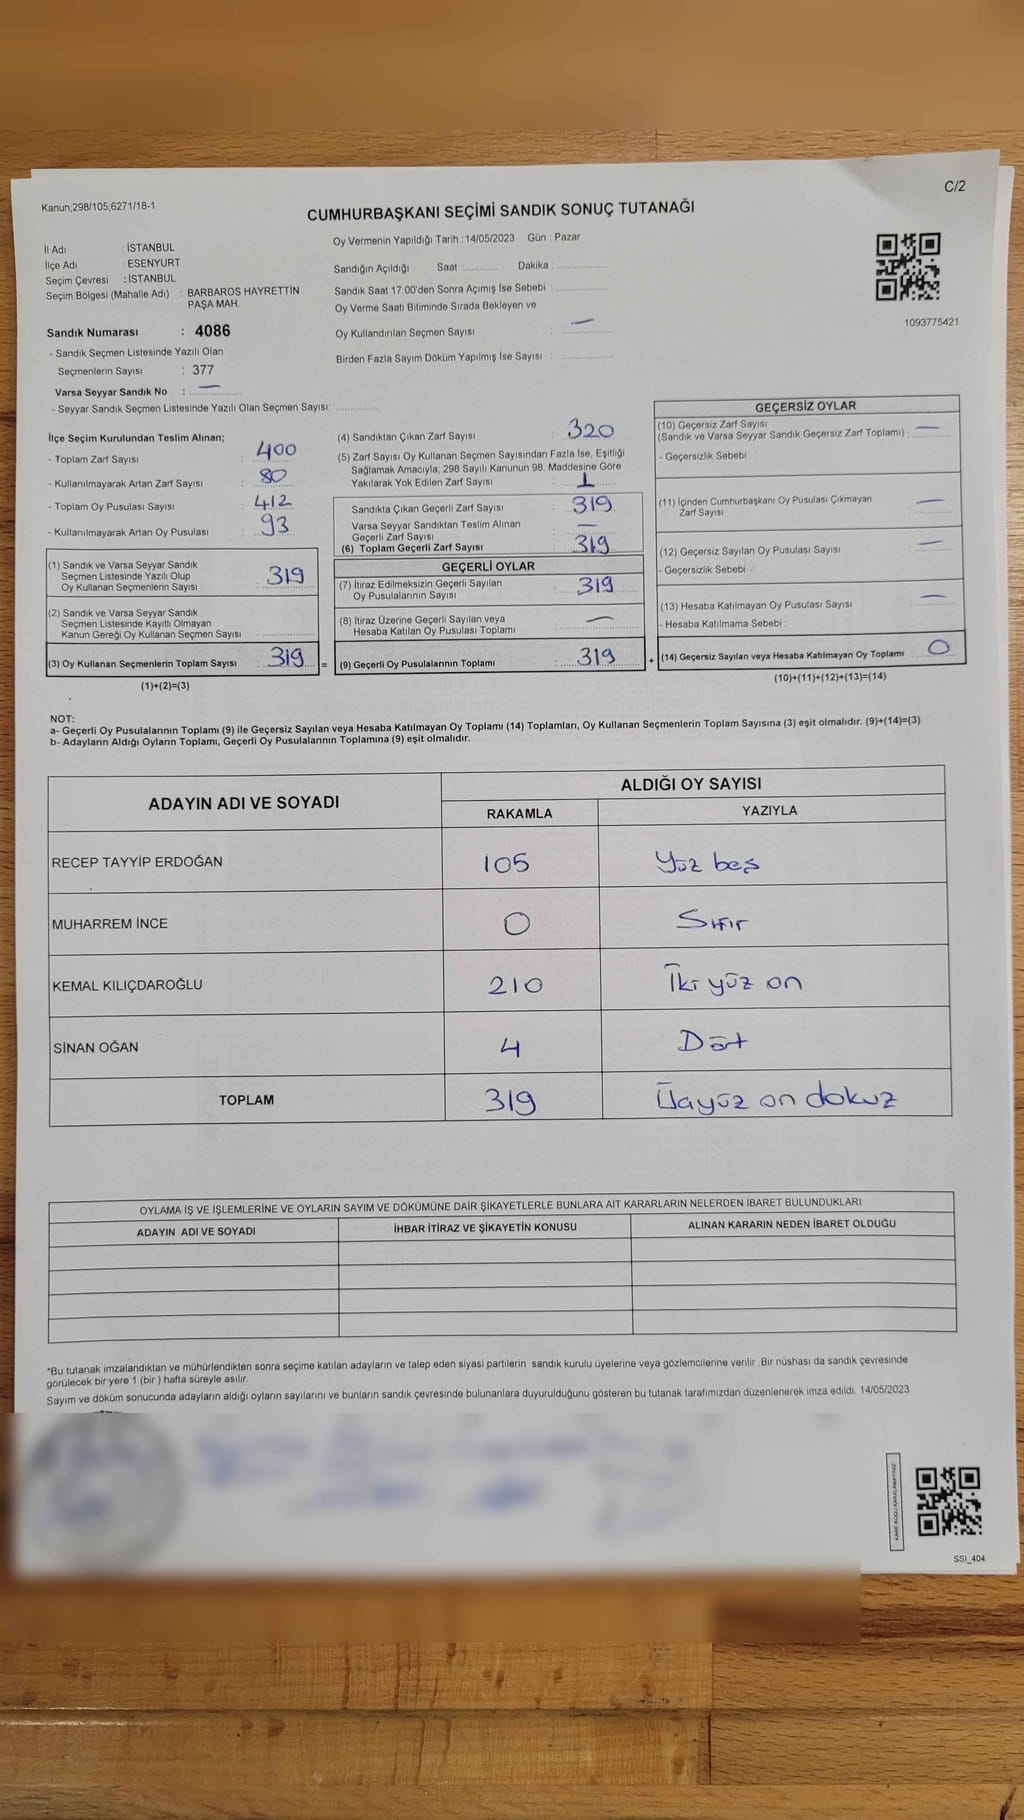 C/2
Kanun;298/105;6271/18-1
CUMHURBAŞKANI SEÇİMİ SANDIK SONUÇ TUTANAĞI
İl Adı : İSTANBUL
İlçe Adı : ESENYURT
Seçim Çevresi : İSTANBUL
Seçim Bölgesi (Mahalle Adı) : BARBAROS HAYRETTİN
PAŞA MAH.
Sandık Numarası : 4086
- Sandık Seçmen Listesinde Yazılı Olan
Seçmenlerin Sayısı : 377
Varsa Seyyar Sandık No : —
- Seyyar Sandık Seçmen Listesinde Yazılı Olan Seçmen Sayısı:
Oy Vermenin Yapıldığı Tarih : 14/05/2023 Gün : Pazar
Sandığın Açıldığı Saat : Dakika :
Sandık Saat 17.00'den Sonra Açımış İse Sebebi :
Oy Verme Saati Bitiminde Sırada Bekleyen ve
Oy Kullandırılan Seçmen Sayısı : —
Birden Fazla Sayım Döküm Yapılmış İse Sayısı :
1093775421
İlçe Seçim Kurulundan Teslim Alınan;
- Toplam Zarf Sayısı : 400
- Kullanılmayarak Artan Zarf Sayısı : 80
- Toplam Oy Pusulası Sayısı : 412
- Kullanılmayarak Artan Oy Pusulası : 93
(1) Sandık ve Varsa Seyyar Sandık
Seçmen Listesinde Yazılı Olup
Oy Kullanan Seçmenlerin Sayısı : 319
(2) Sandık ve Varsa Seyyar Sandık
Seçmen Listesinde Kayıtlı Olmayan
Kanun Gereği Oy Kullanan Seçmen Sayısı :
(3) Oy Kullanan Seçmenlerin Toplam Sayısı : 319 =
(1)+(2)=(3)
(4) Sandıktan Çıkan Zarf Sayısı : 320
(5) Zarf Sayısı Oy Kullanan Seçmen Sayısından Fazla İse, Eşitliği
Sağlamak Amacıyla; 298 Sayılı Kanunun 98. Maddesine Göre
Yakılarak Yok Edilen Zarf Sayısı : 1
Sandıkta Çıkan Geçerli Zarf Sayısı : 319
Varsa Seyyar Sandıktan Teslim Alınan
Geçerli Zarf Sayısı : —
(6) Toplam Geçerli Zarf Sayısı : 319
GEÇERLİ OYLAR
(7) İtiraz Edilmeksizin Geçerli Sayılan
Oy Pusulalarının Sayısı : 319
(8) İtiraz Üzerine Geçerli Sayılan veya
Hesaba Katılan Oy Pusulası Toplamı : —
(9) Geçerli Oy Pusulalarının Toplamı : 319 +
GEÇERSİZ OYLAR
(10) Geçersiz Zarf Sayısı
(Sandık ve Varsa Seyyar Sandık Geçersiz Zarf Toplamı) : —
- Geçersizlik Sebebi :
(11) İçinden Cumhurbaşkanı Oy Pusulası Çıkmayan
Zarf Sayısı : —
(12) Geçersiz Sayılan Oy Pusulası Sayısı : —
- Geçersizlik Sebebi :
(13) Hesaba Katılmayan Oy Pusulası Sayısı : —
- Hesaba Katılmama Sebebi :
(14) Geçersiz Sayılan veya Hesaba Katılmayan Oy Toplamı : 0
(10)+(11)+(12)+(13)=(14)
NOT:
a- Geçerli Oy Pusulalarının Toplamı (9) ile Geçersiz Sayılan veya Hesaba Katılmayan Oy Toplamı (14) Toplamları, Oy Kullanan Seçmenlerin Toplam Sayısına (3) eşit olmalıdır. (9)+(14)=(3)
b- Adayların Aldığı Oyların Toplamı, Geçerli Oy Pusulalarının Toplamına (9) eşit olmalıdır.
ADAYIN ADI VE SOYADI ALDIĞI OY SAYISI
RAKAMLA YAZIYLA
RECEP TAYYİP ERDOĞAN 105 Yüz beş
MUHARREM İNCE 0 Sıfır
KEMAL KILIÇDAROĞLU 210 İki yüz on
SİNAN OĞAN 4 Dört
TOPLAM 319 Üçyüz on dokuz
OYLAMA İŞ VE İŞLEMLERİNE VE OYLARIN SAYIM VE DÖKÜMÜNE DAİR ŞİKAYETLERLE BUNLARA AİT KARARLARIN NELERDEN İBARET BULUNDUKLARI
ADAYIN ADI VE SOYADI İHBAR İTİRAZ VE ŞİKAYETİN KONUSU ALINAN KARARIN NEDEN İBARET OLDUĞU
*Bu tutanak imzalandıktan ve mühürlendikten sonra seçime katılan adayların ve talep eden siyasi partilerin sandık kurulu üyelerine veya gözlemcilerine verilir .Bir nüshası da sandık çevresinde
görülecek bir yere 1 (bir ) hafta süreyle asılır.
Sayım ve döküm sonucunda adayların aldığı oyların sayılarını ve bunların sandık çevresinde bulunanlara duyurulduğunu gösteren bu tutanak tarafımızdan düzenlenerek imza edildi. 14/05/2023
SSI_404